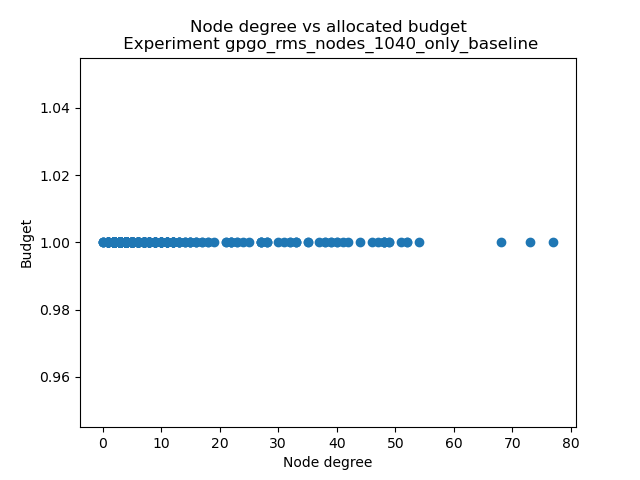 Node degree vs allocated budget
Experiment gpgo_rms_nodes_1040_only_baseline
1.04
1.02
1.00
0.98
0.96
Budget
0 10 20 30 40 50 60 70 80
Node degree